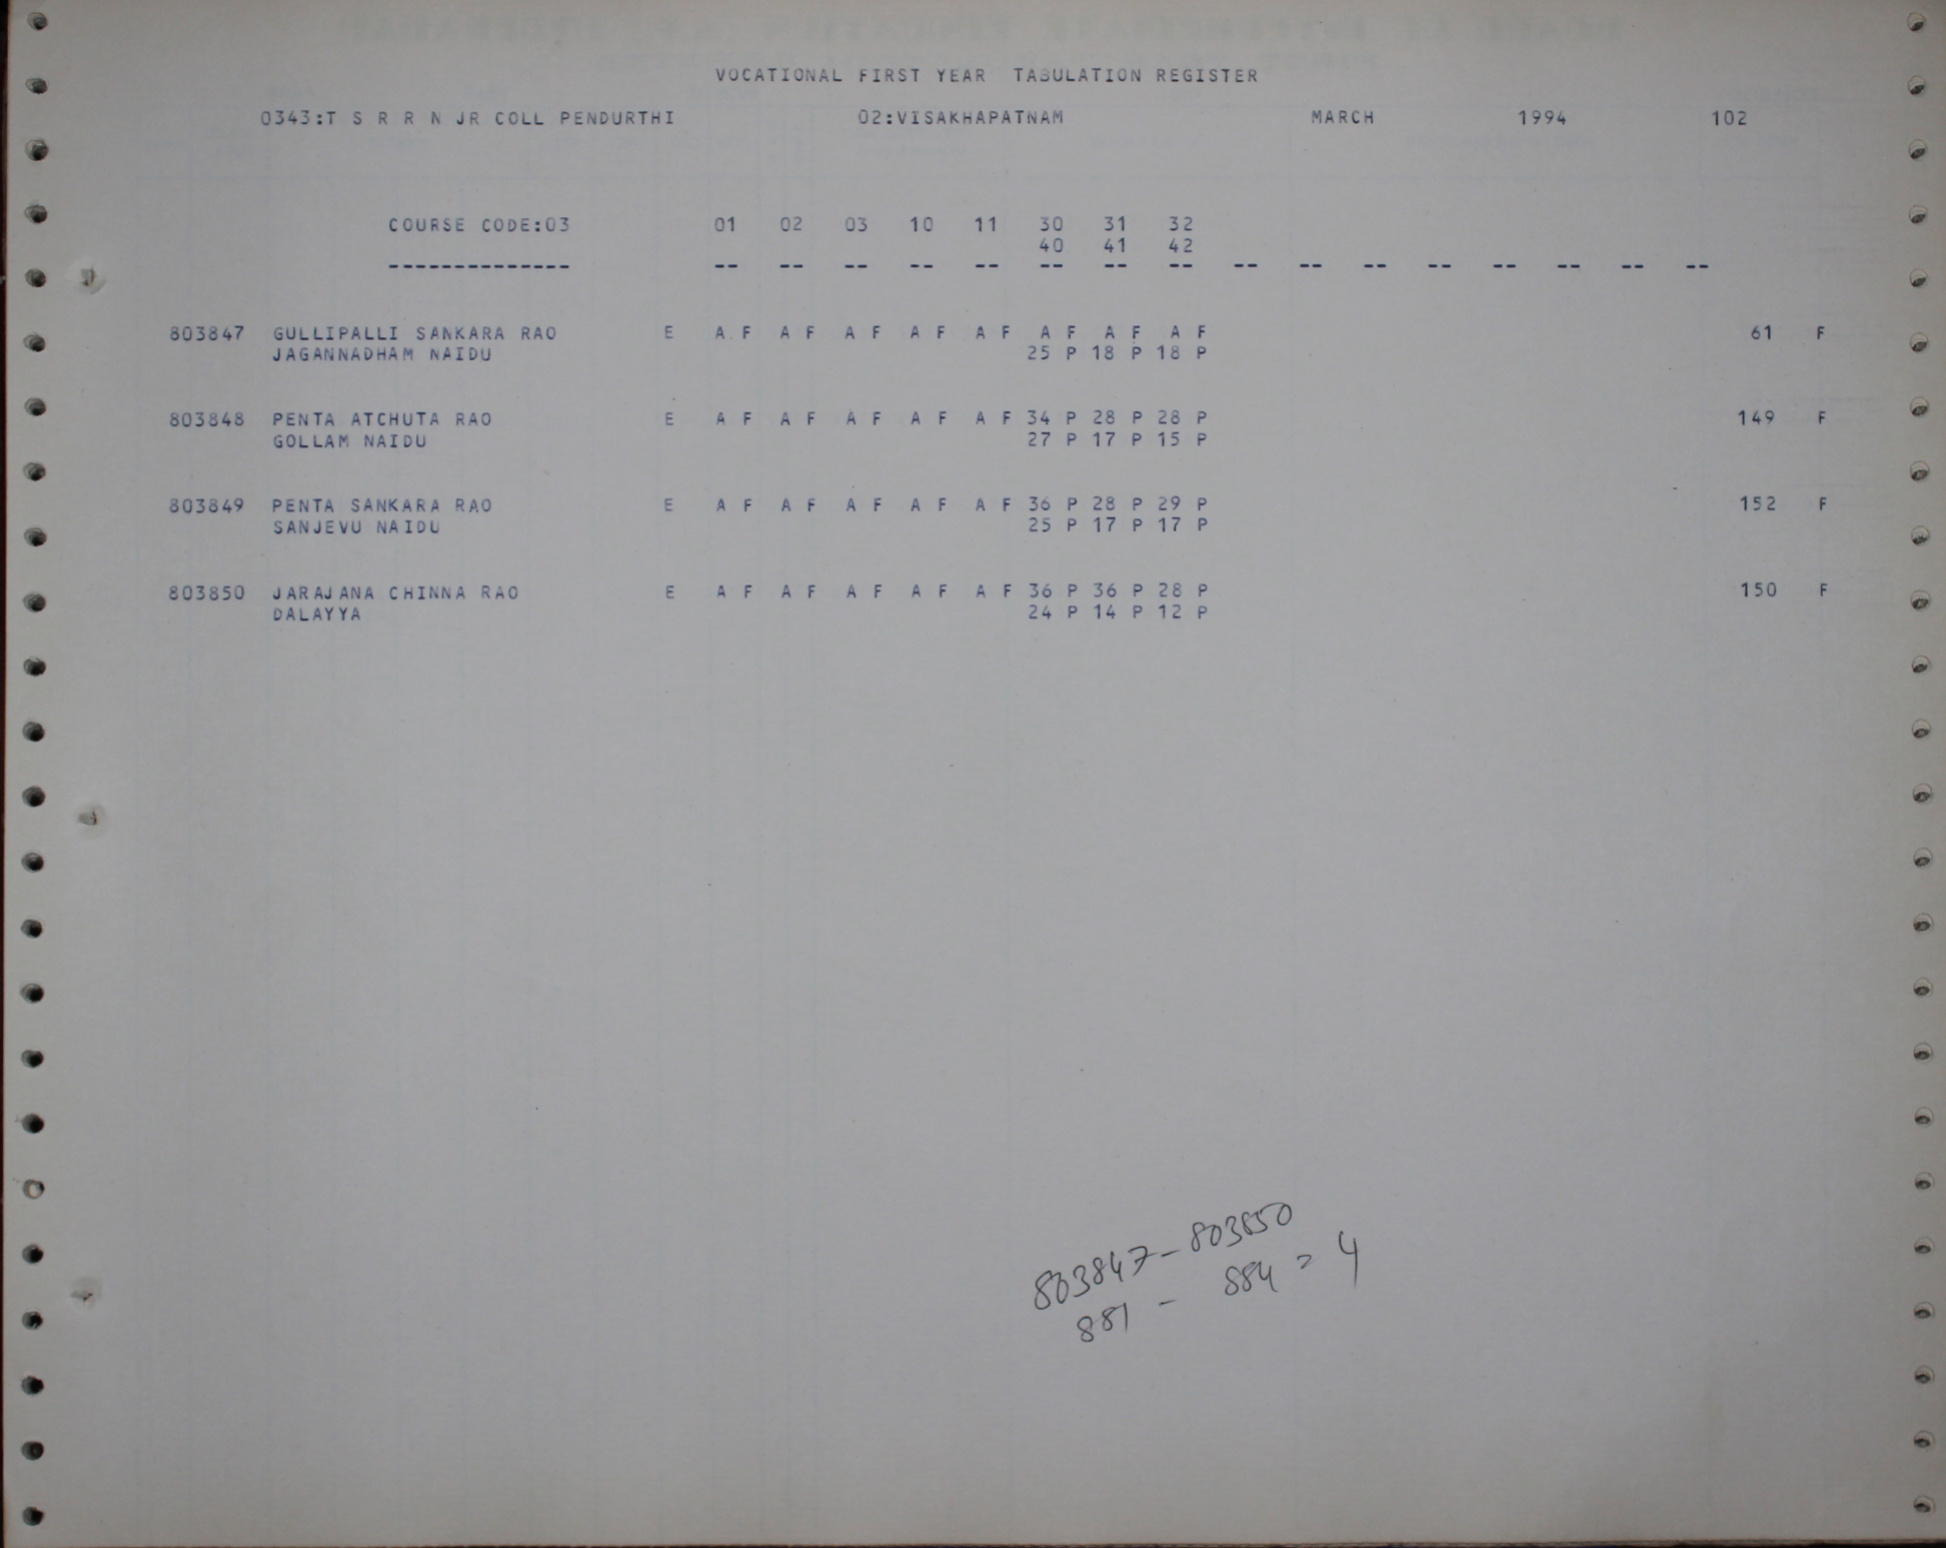 VOCATIONAL FIRST YEAR TABULATION REGISTER
0343:T S R R N JR COLL PENDURTHI 02:VISAKHAPATNAM MARCH 1994 102
COURSE CODE:03 01 02 03 10 11 30 31 32
40 41 42
-------------- -- -- -- -- -- -- -- -- -- -- -- -- -- -- -- --
803847 GULLIPALLI SANKARA RAO E A F A F A F A F A F A F A F A F 61 F
JAGANNADHAM NAIDU 25 P 18 P 18 P
803848 PENTA ATCHUTA RAO E A F A F A F A F A F 34 P 28 P 28 P 149 F
GOLLAM NAIDU 27 P 17 P 15 P
803849 PENTA SANKARA RAO E A F A F A F A F A F 36 P 28 P 29 P 152 F
SANJEVU NAIDU 25 P 17 P 17 P
803850 JARAJANA CHINNA RAO E A F A F A F A F A F 36 P 36 P 28 P 150 F
DALAYYA 24 P 14 P 12 P
803847-803850
881 - 884 = 4